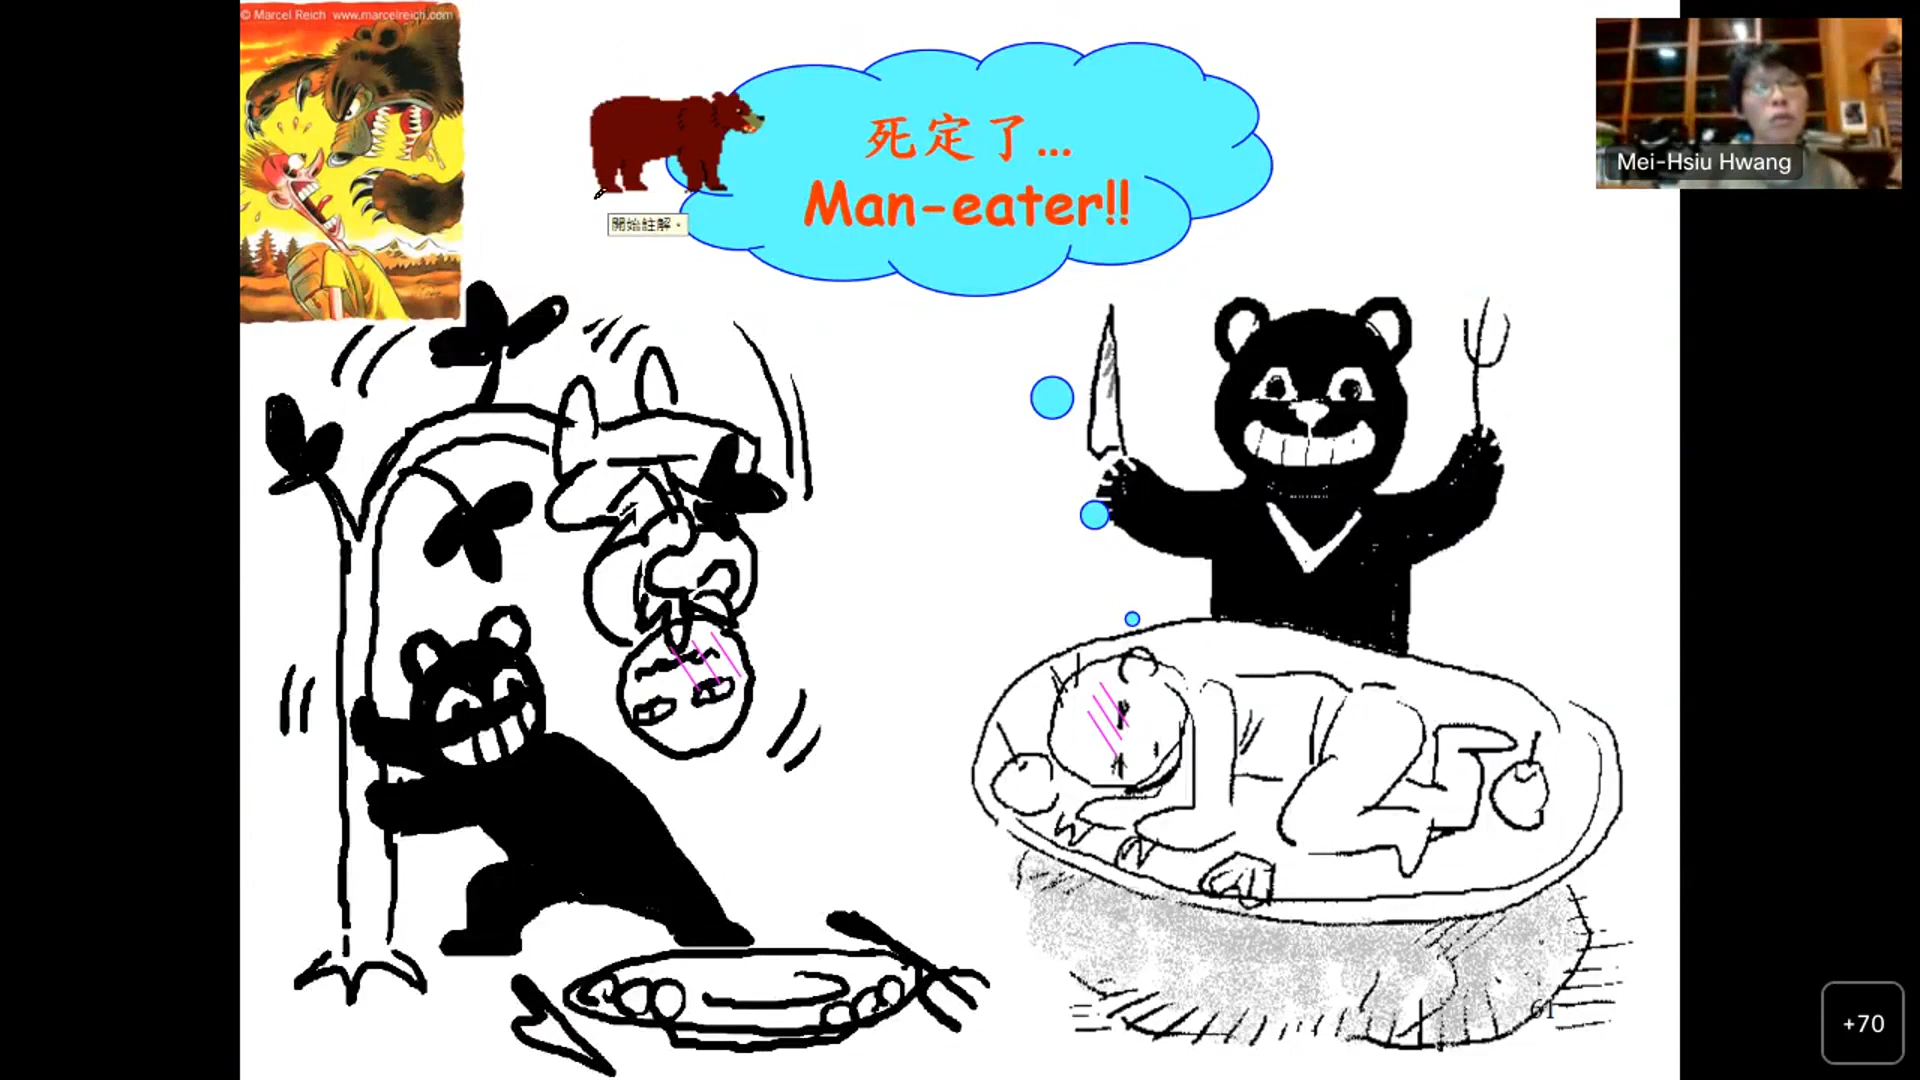 © Marcel Reich www.marcelreich.com
死定了...
Man-eater!!
開始註解。
Mei-Hsiu Hwang
61
+70